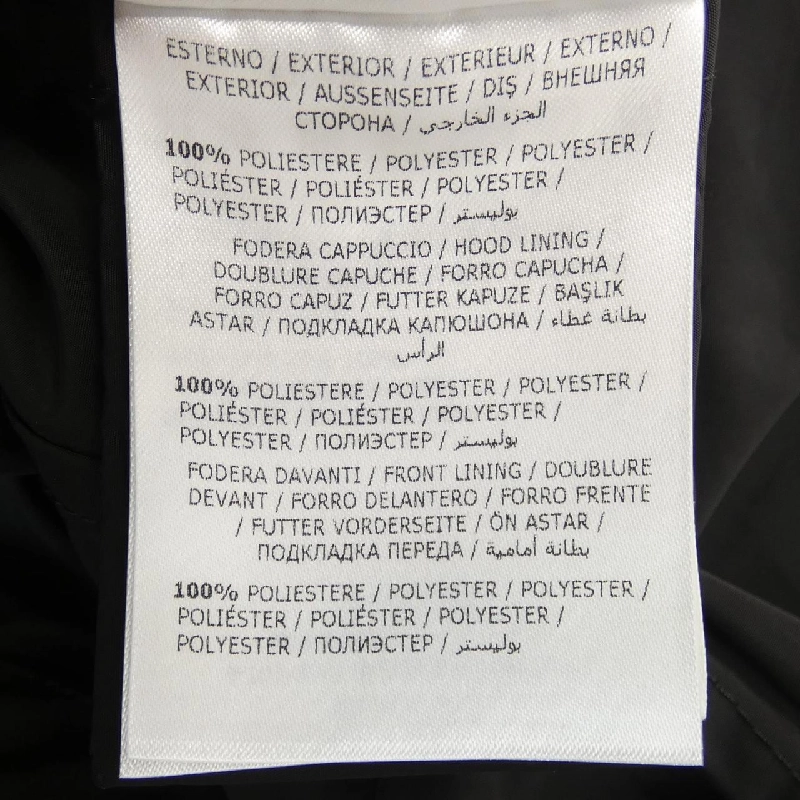 ESTERNO / EXTERIOR / EXTERIEUR / EXTERNO /
EXTERIOR / AUSSENSEITE / DIŞ / ВНЕШНЯЯ
СТОРОНА / الجزء الخارجي
100% POLIESTERE / POLYESTER / POLYESTER /
POLIÉSTER / POLIÉSTER / POLYESTER /
POLYESTER / ПОЛИЭСТЕР / بوليستر
FODERA CAPPUCCIO / HOOD LINING /
DOUBLURE CAPUCHE / FORRO CAPUCHA /
FORRO CAPUZ / FUTTER KAPUZE / BAŞLIK
ASTAR / ПОДКЛАДКА КАПЮШОНА / بطانة غطاء
الرأس
100% POLIESTERE / POLYESTER / POLYESTER /
POLIÉSTER / POLIÉSTER / POLYESTER /
POLYESTER / ПОЛИЭСТЕР / بوليستر
FODERA DAVANTI / FRONT LINING / DOUBLURE
DEVANT / FORRO DELANTERO / FORRO FRENTE
/ FUTTER VORDERSEITE / ÖN ASTAR /
ПОДКЛАДКА ПЕРЕДА / بطانة أمامية
100% POLIESTERE / POLYESTER / POLYESTER /
POLIÉSTER / POLIÉSTER / POLYESTER /
POLYESTER / ПОЛИЭСТЕР / بوليستر